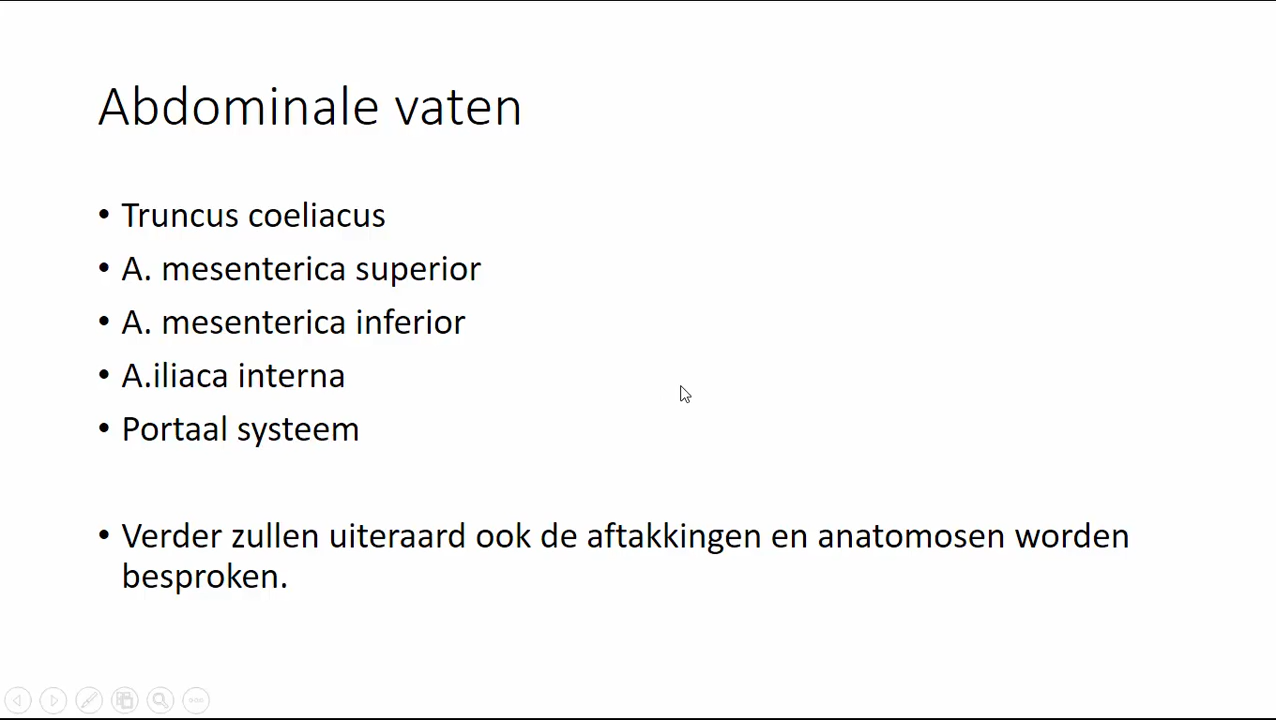 Abdominale vaten
• Truncus coeliacus
• A. mesenterica superior
• A. mesenterica inferior
• A.iliaca interna
• Portaal systeem
• Verder zullen uiteraard ook de aftakkingen en anatomosen worden
besproken.